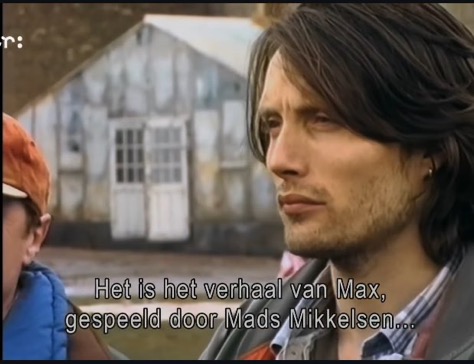 r:
Het is het verhaal van Max,
gespeeld door Mads Mikkelsen...